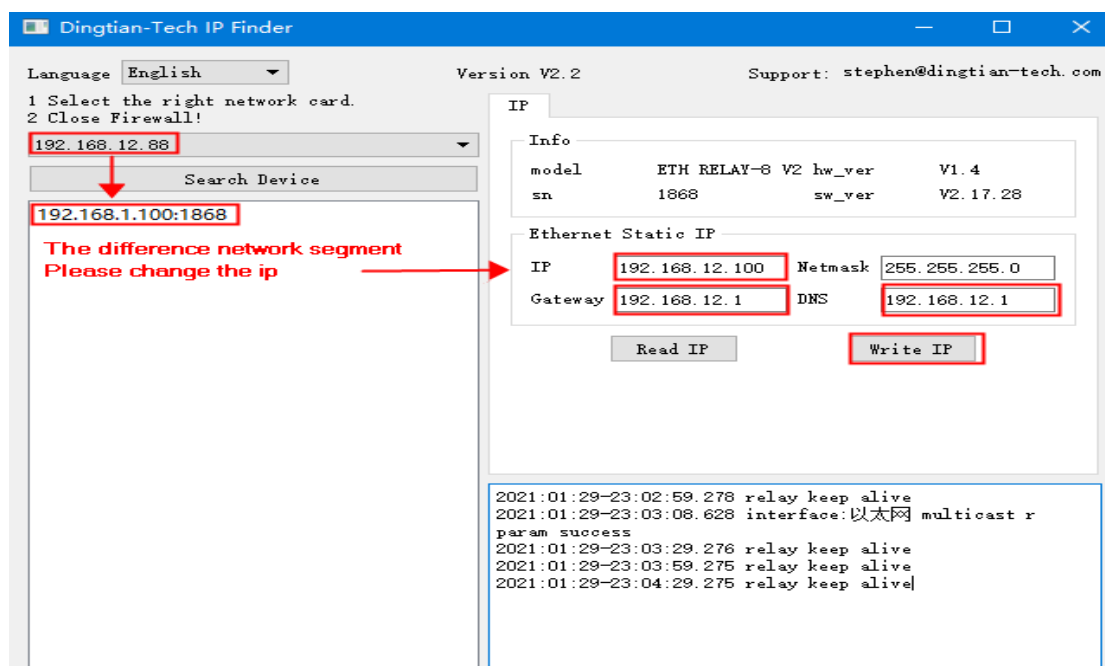 Dingtian-Tech IP Finder
Language English Version V2.2 Support: stephen@dingtian-tech.com
1 Select the right network card.
2 Close Firewall!
192.168.12.88
Search Device
192.168.1.100:1868
The difference network segment
Please change the ip
IP
Info
model ETH RELAY-8 V2 hw_ver V1.4
sn 1868 sw_ver V2.17.28
Ethernet Static IP
IP 192.168.12.100 Netmask 255.255.255.0
Gateway 192.168.12.1 DNS 192.168.12.1
Read IP Write IP
2021:01:29-23:02:59.278 relay keep alive
2021:01:29-23:03:08.628 interface:以太网 multicast r
param success
2021:01:29-23:03:29.276 relay keep alive
2021:01:29-23:03:59.275 relay keep alive
2021:01:29-23:04:29.275 relay keep alive